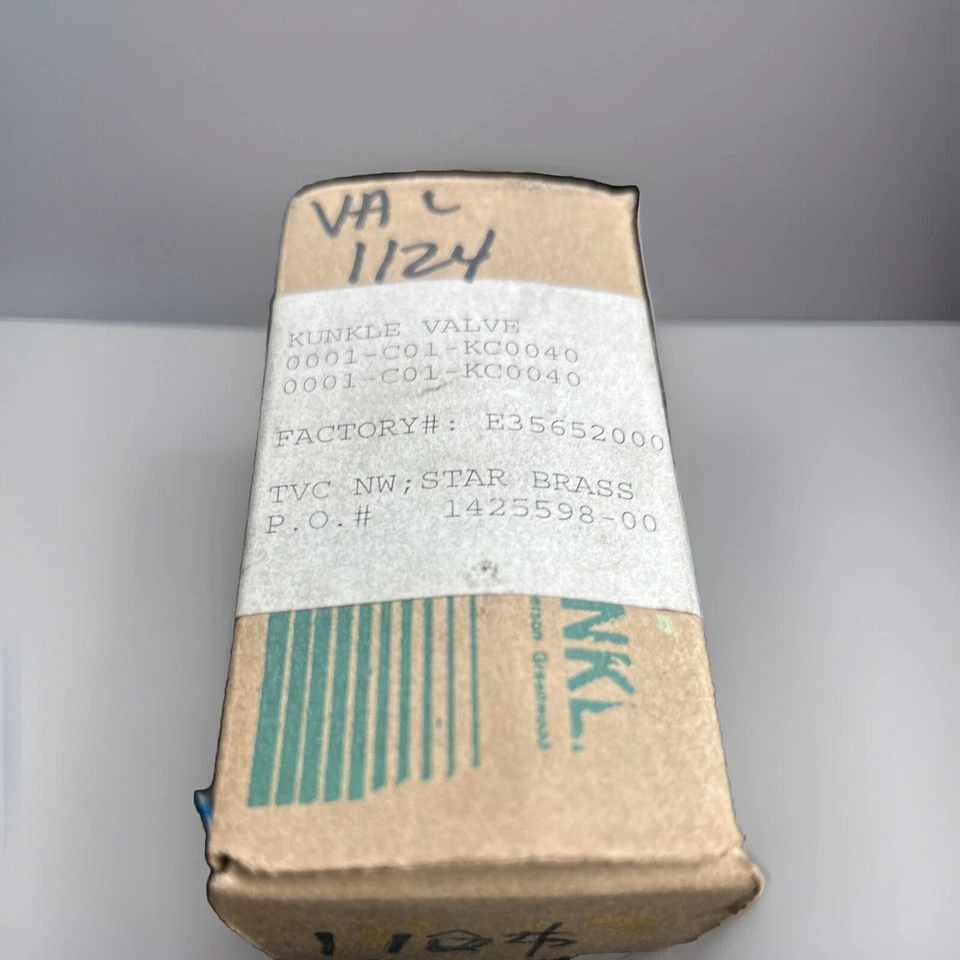 VA
1124
KUNKLE VALVE
0001-C01-KC0040
0001-C01-KC0040
FACTORY#: E35652000
TVC NW;STAR BRASS
P.O.# 1425598-00
NKL